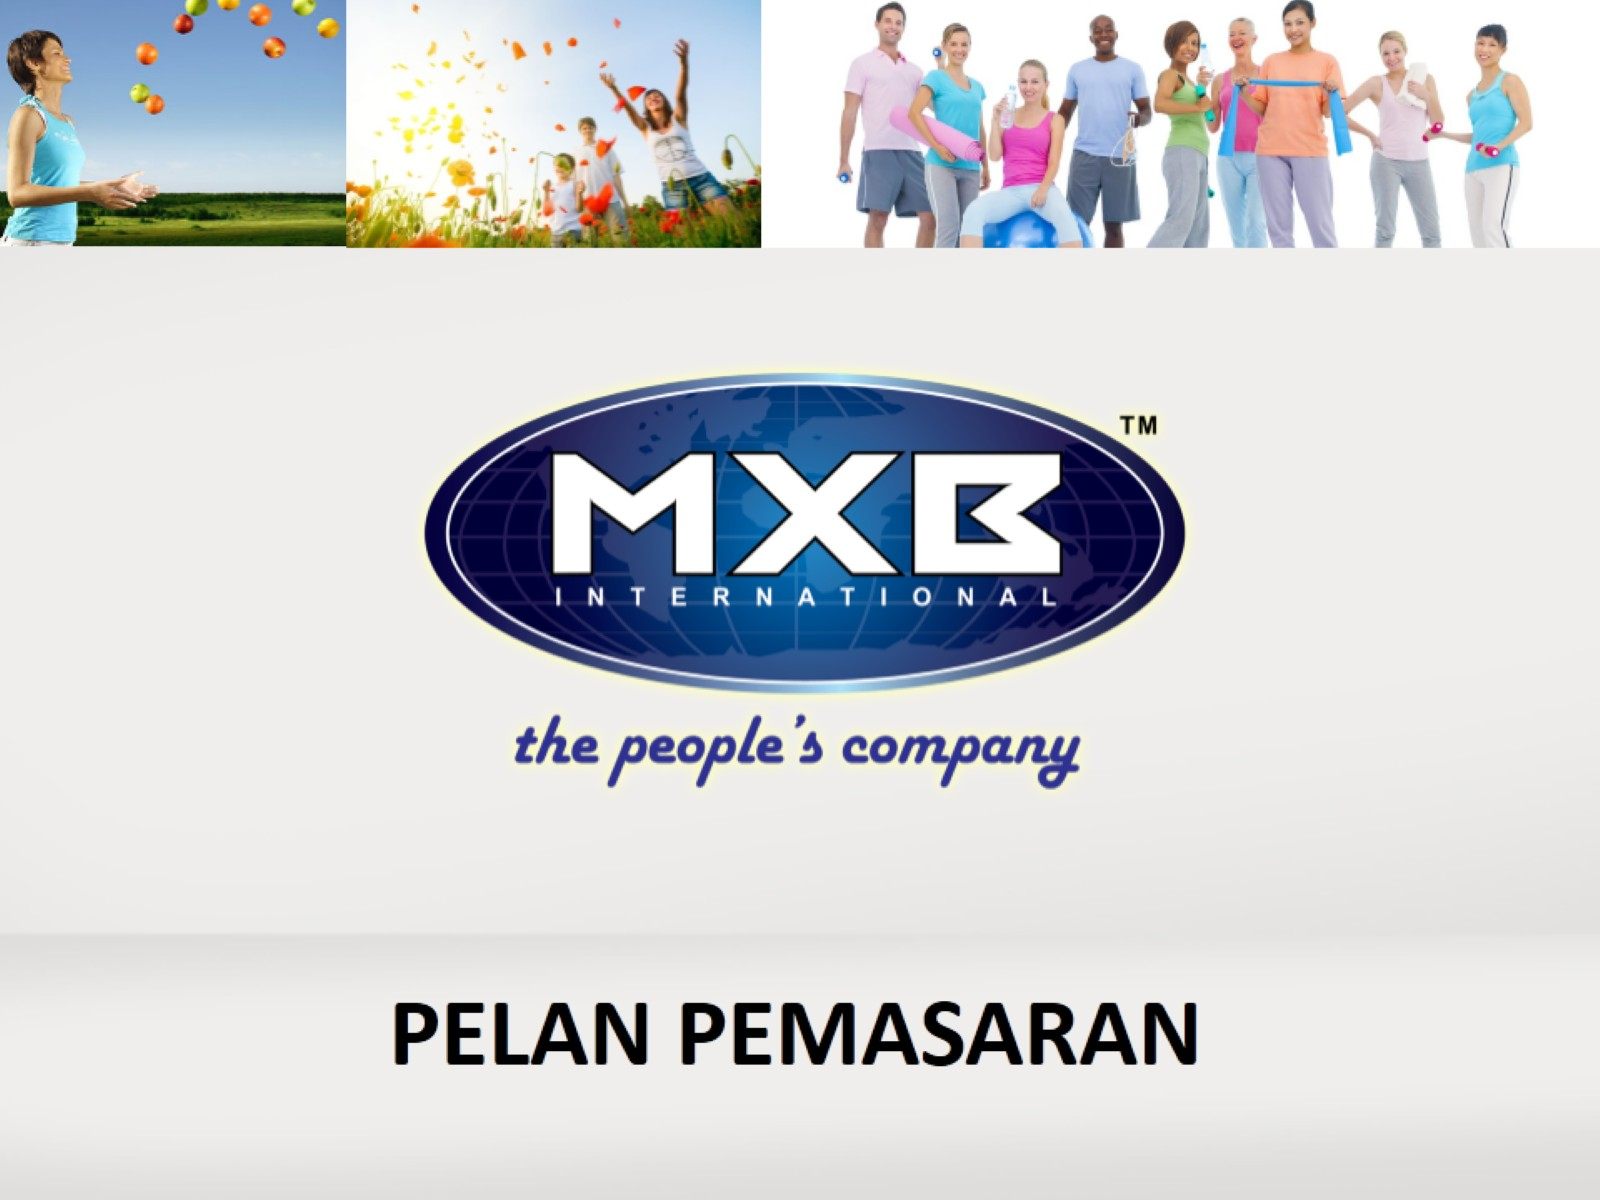 MXB
TM
INTERNATIONAL
the people's company
PELAN PEMASARAN